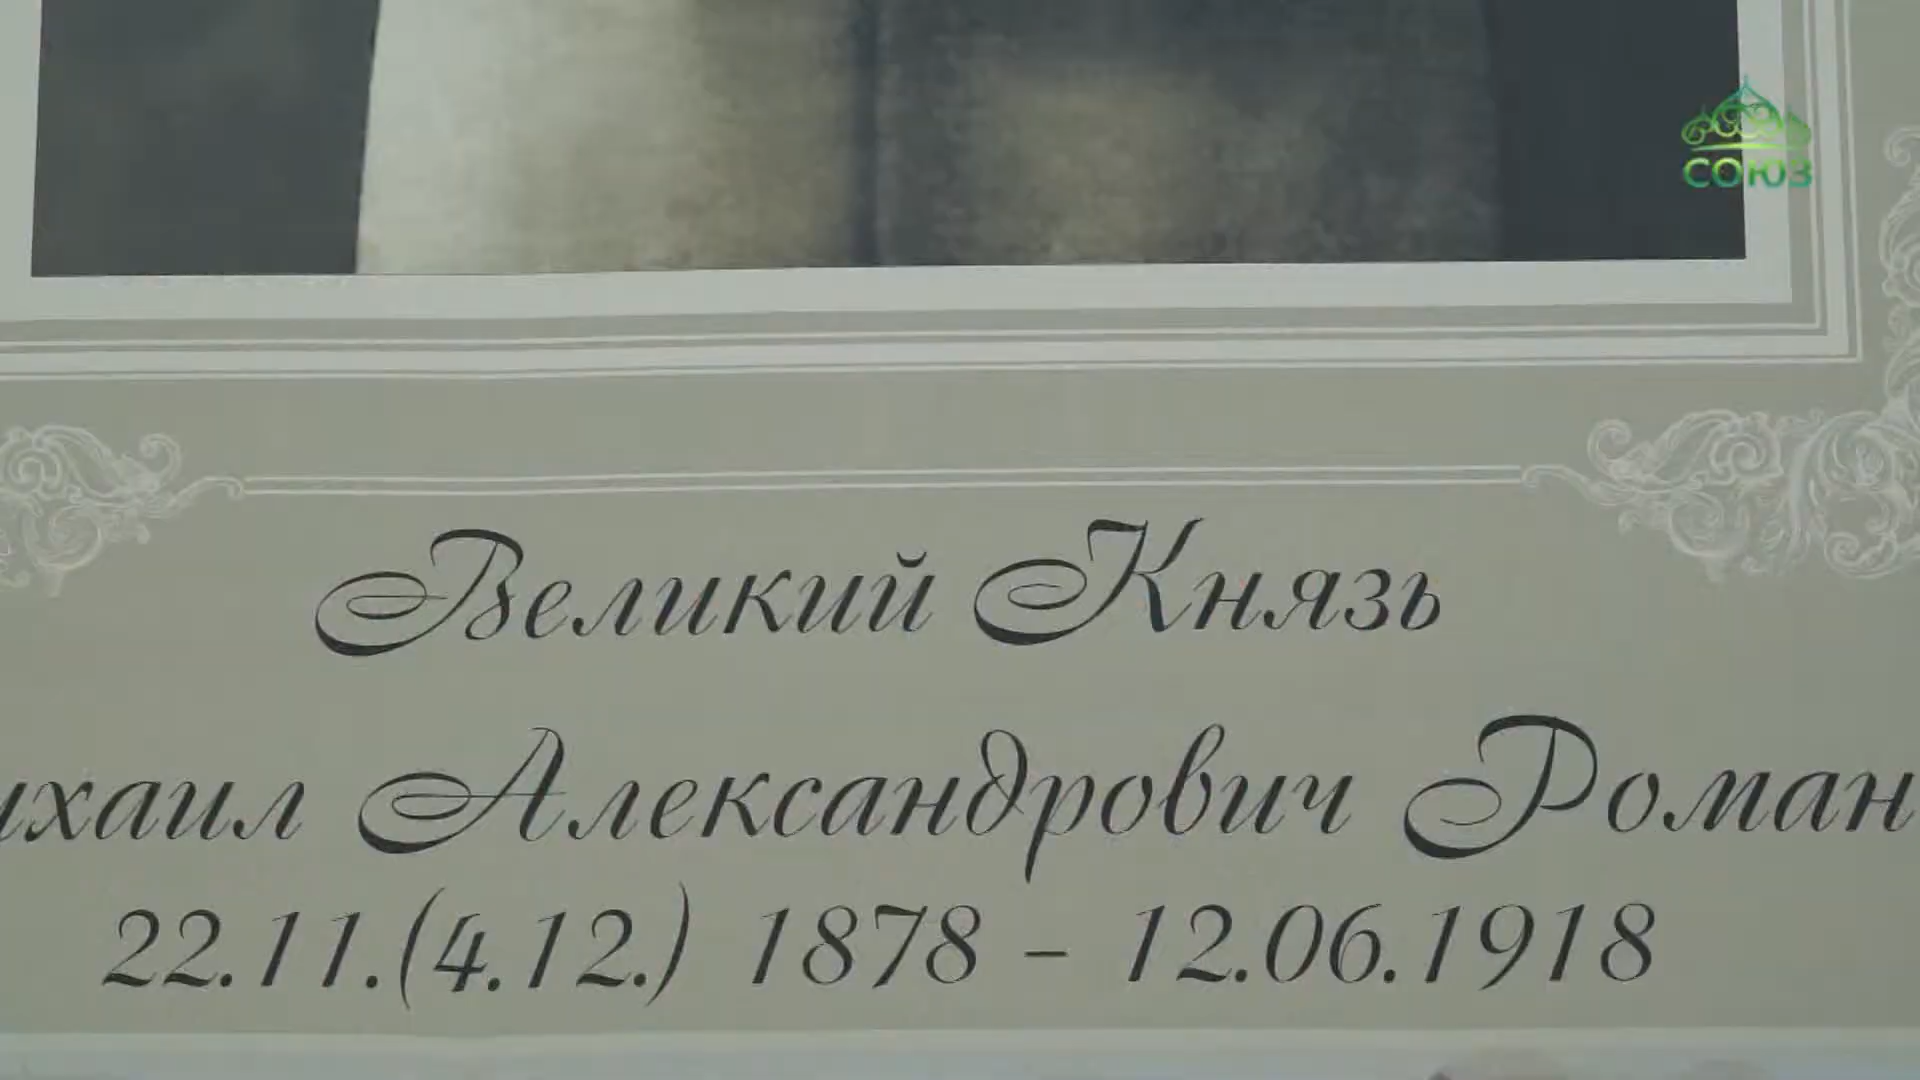 СОЮЗ
Великий Князь
ихаил Александрович Роман
22.11.(4.12.) 1878 - 12.06.1918